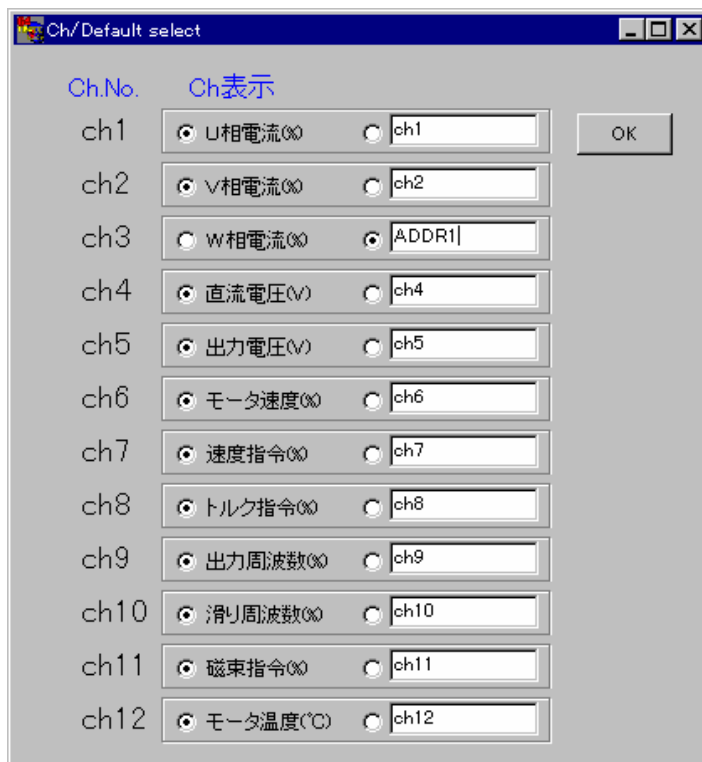 Ch/Default select
Ch.No. Ch表示
ch1 U相電流(%) ch1 OK
ch2 V相電流(%) ch2
ch3 W相電流(%) ADDR1
ch4 直流電圧(V) ch4
ch5 出力電圧(V) ch5
ch6 モータ速度(%) ch6
ch7 速度指令(%) ch7
ch8 トルク指令(%) ch8
ch9 出力周波数(%) ch9
ch10 滑り周波数(%) ch10
ch11 磁束指令(%) ch11
ch12 モータ温度(℃) ch12